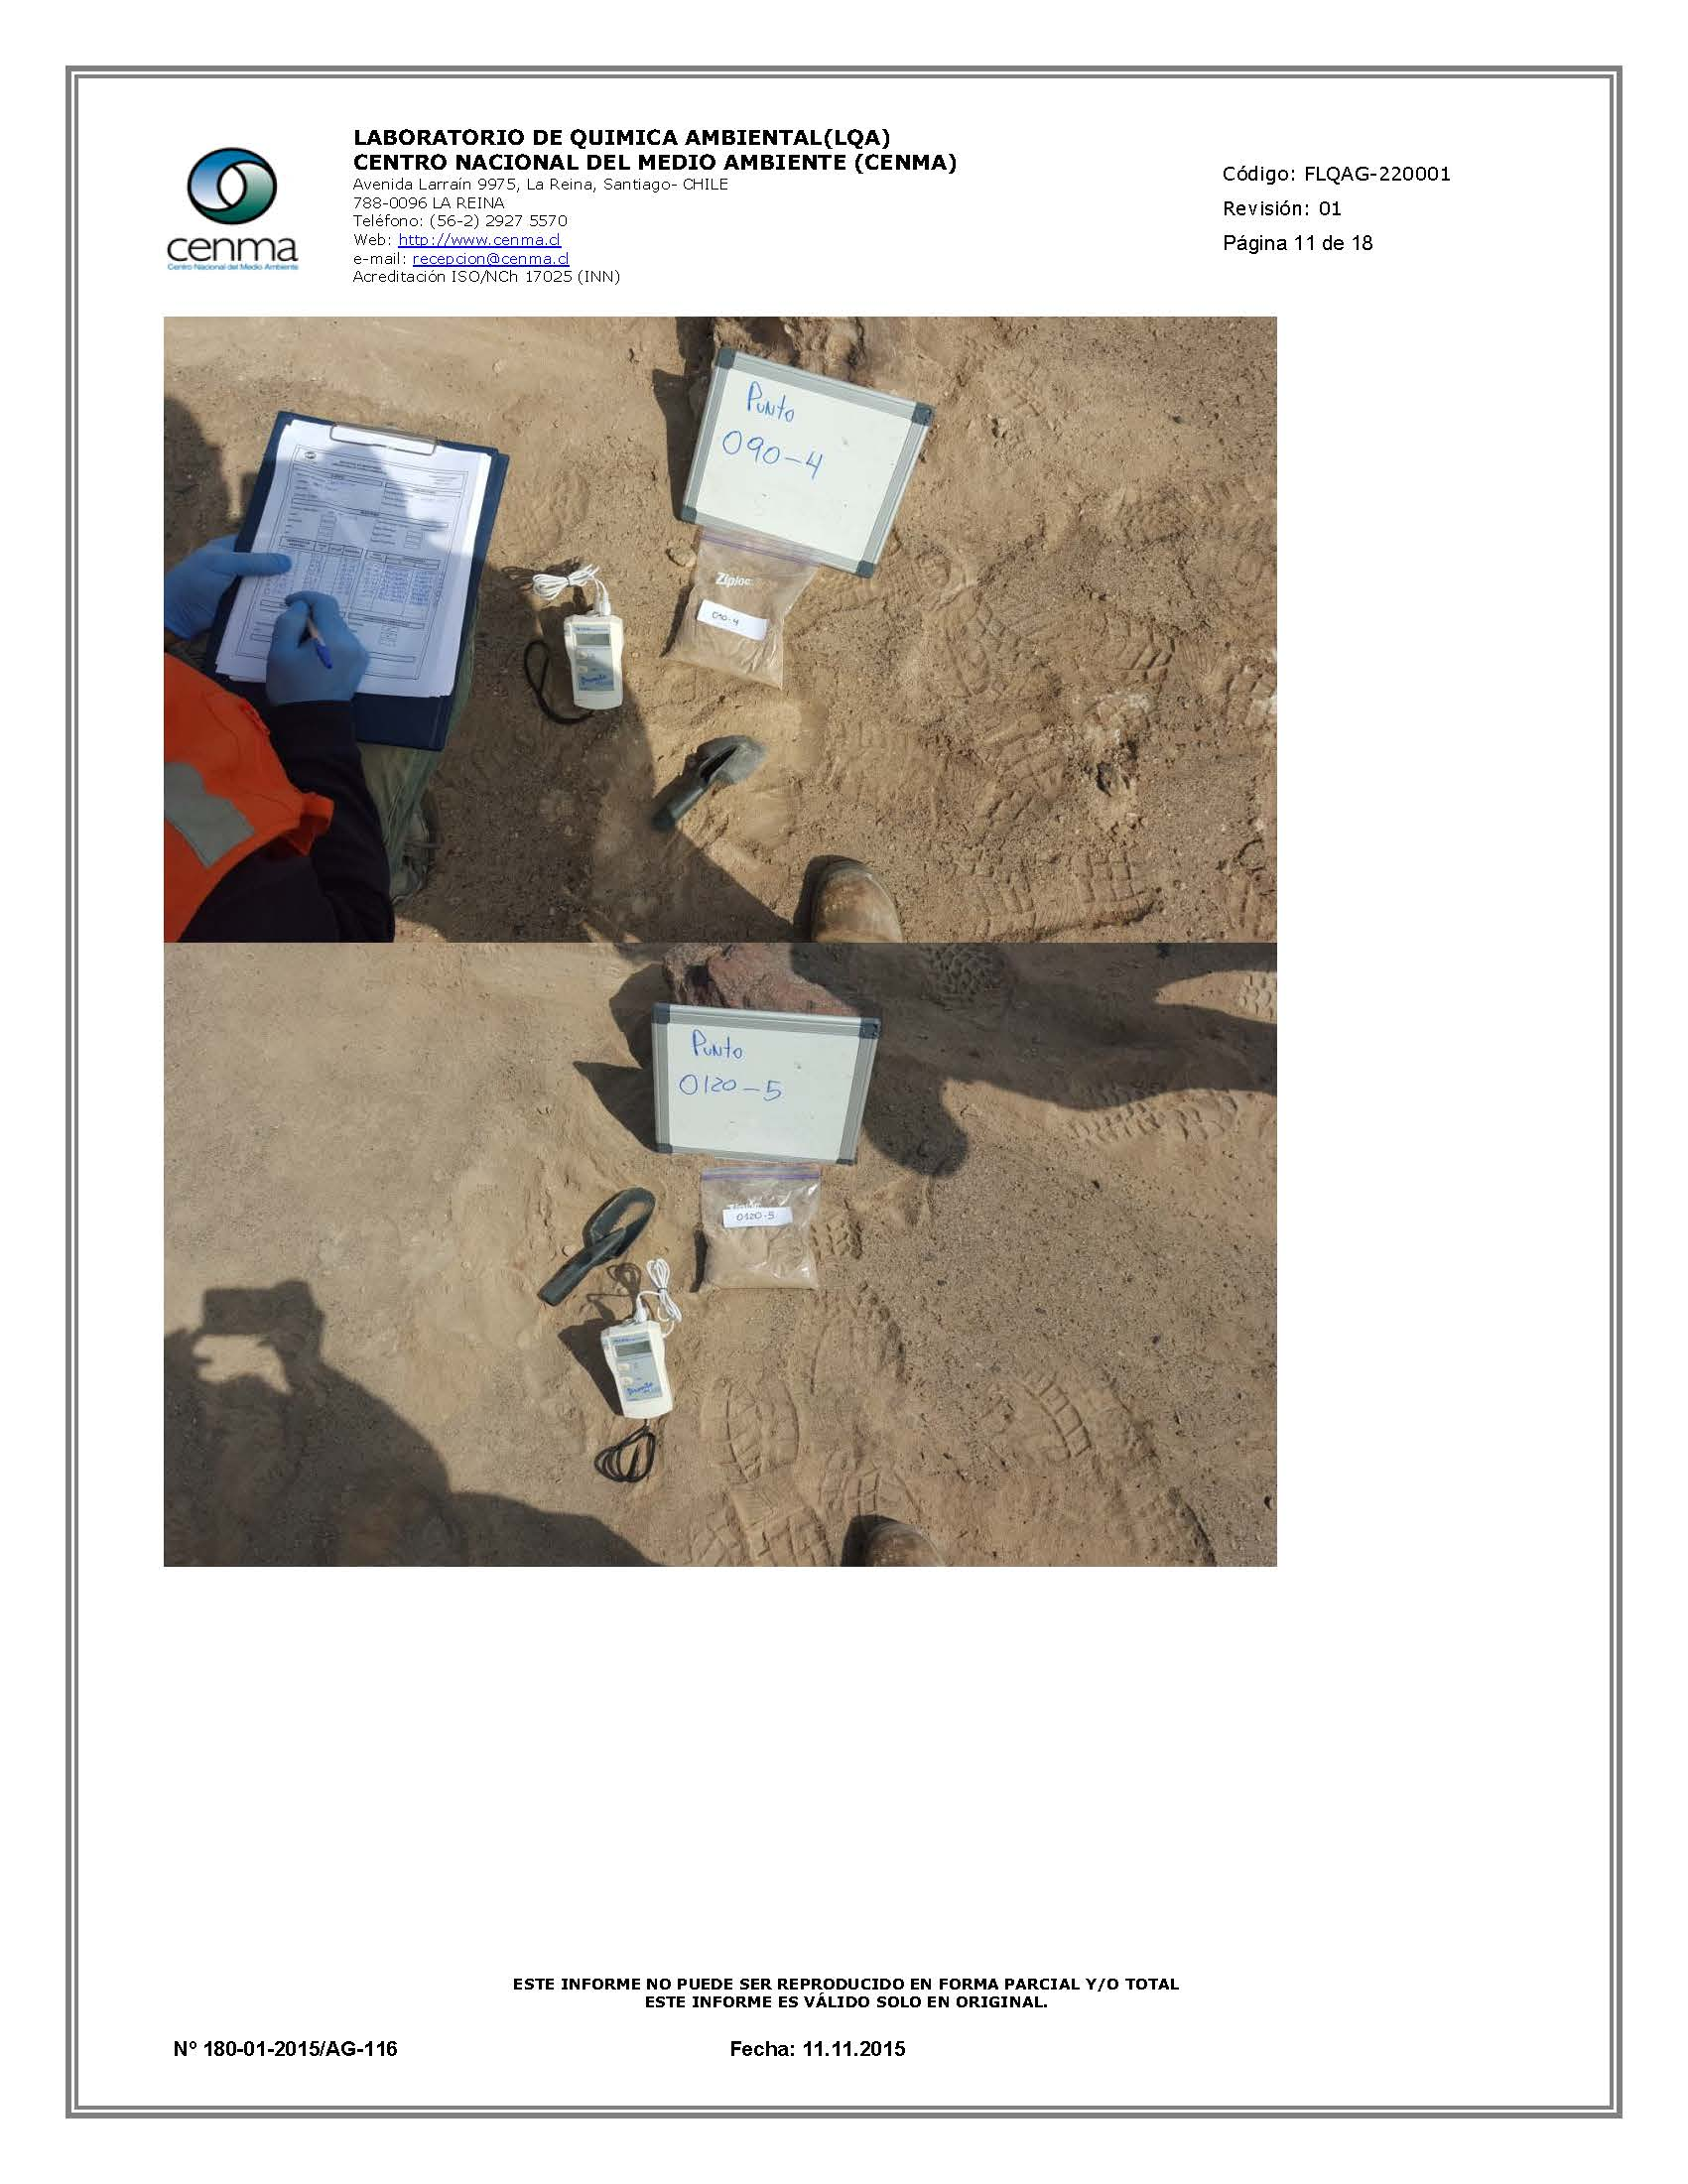 LABORATORIO DE QUIMICA AMBIENTAL(LQA)
CENTRO NACIONAL DEL MEDIO AMBIENTE (CENMA)
Avenida Larraín 9975, La Reina, Santiago- CHILE
788-0096 LA REINA
Teléfono: (56-2) 2927 5570
Web: http://www.cenma.cl
e-mail: recepcion@cenma.cl
Acreditación ISO/NCh 17025 (INN)
cenma
Centro Nacional del Medio Ambiente
Código: FLQAG-220001
Revisión: 01
Página 11 de 18
Punto
090-4
Ziploc
090-4
Punto
0120-5
0120-5
ESTE INFORME NO PUEDE SER REPRODUCIDO EN FORMA PARCIAL Y/O TOTAL
ESTE INFORME ES VÁLIDO SOLO EN ORIGINAL.
Nº 180-01-2015/AG-116
Fecha: 11.11.2015